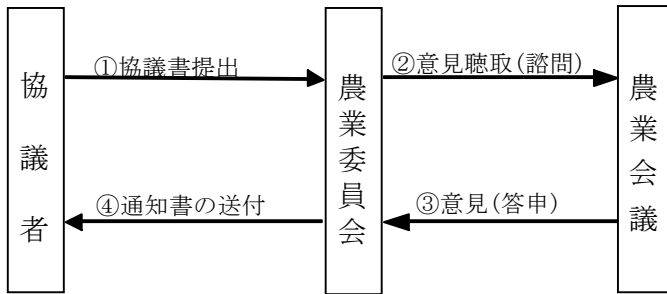 協議者
①協議書提出
④通知書の送付
農業委員会
②意見聴取(諮問)
③意見(答申)
農業会議